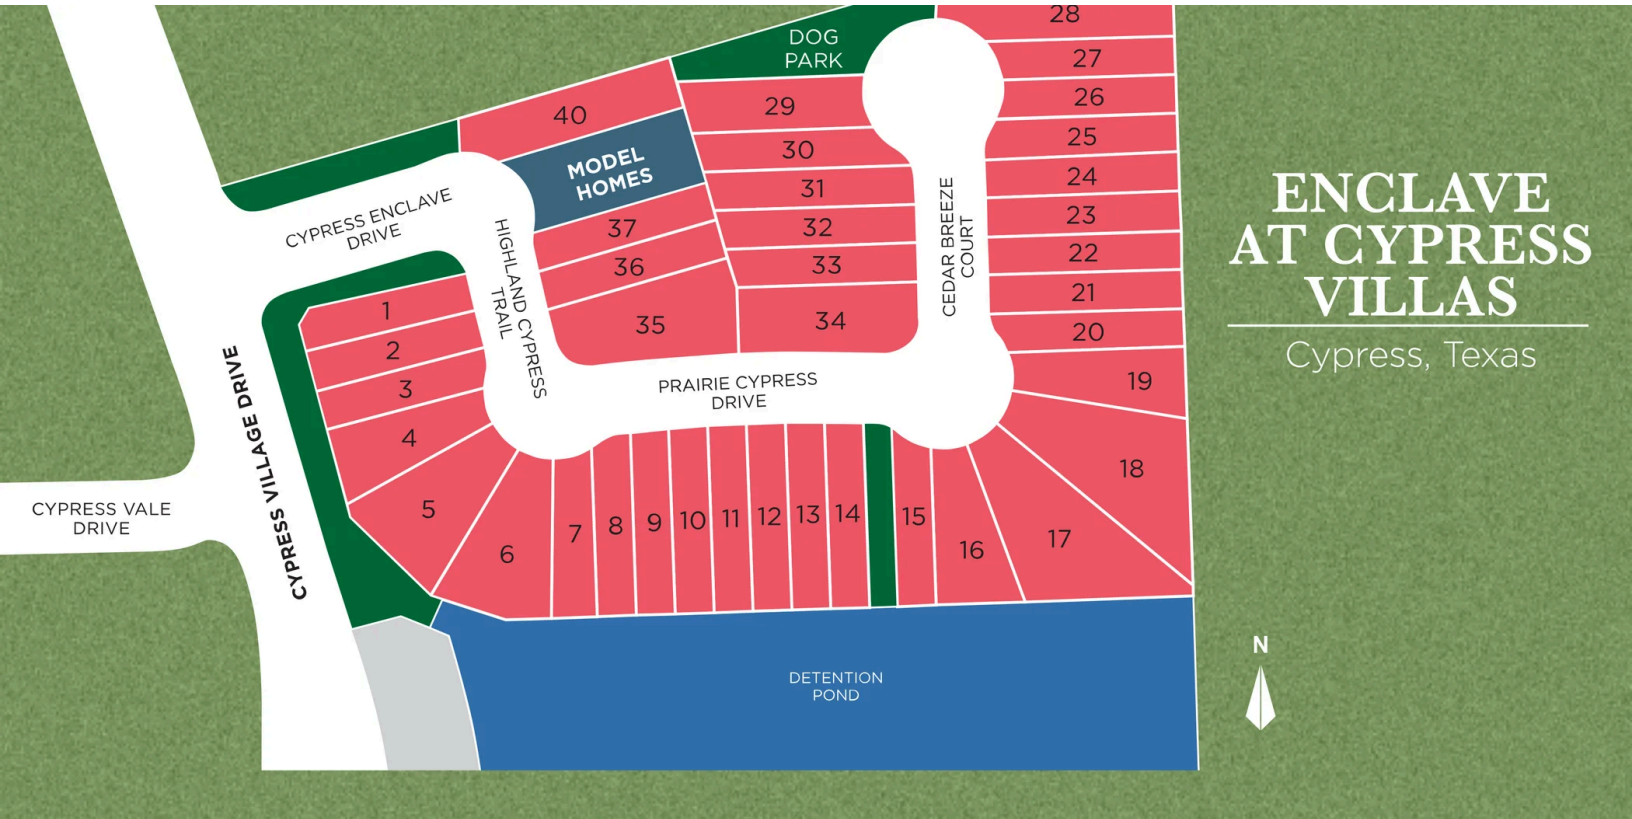 28
DOG
PARK
27
26
29
40
25
MODEL
HOMES
30
24
31
CYPRESS ENCLAVE
DRIVE
23
37
32
22
36
33
21
HIGHLAND CYPRESS
TRAIL
CEDAR BREEZE
COURT
1
35
34
20
2
3
PRAIRIE CYPRESS
DRIVE
19
4
18
5
CYPRESS VILLAGE DRIVE
CYPRESS VALE
DRIVE
6
7
8
9
10
11
12
13
14
15
16
17
DETENTION
POND
ENCLAVE
AT CYPRESS
VILLAS
Cypress, Texas
N